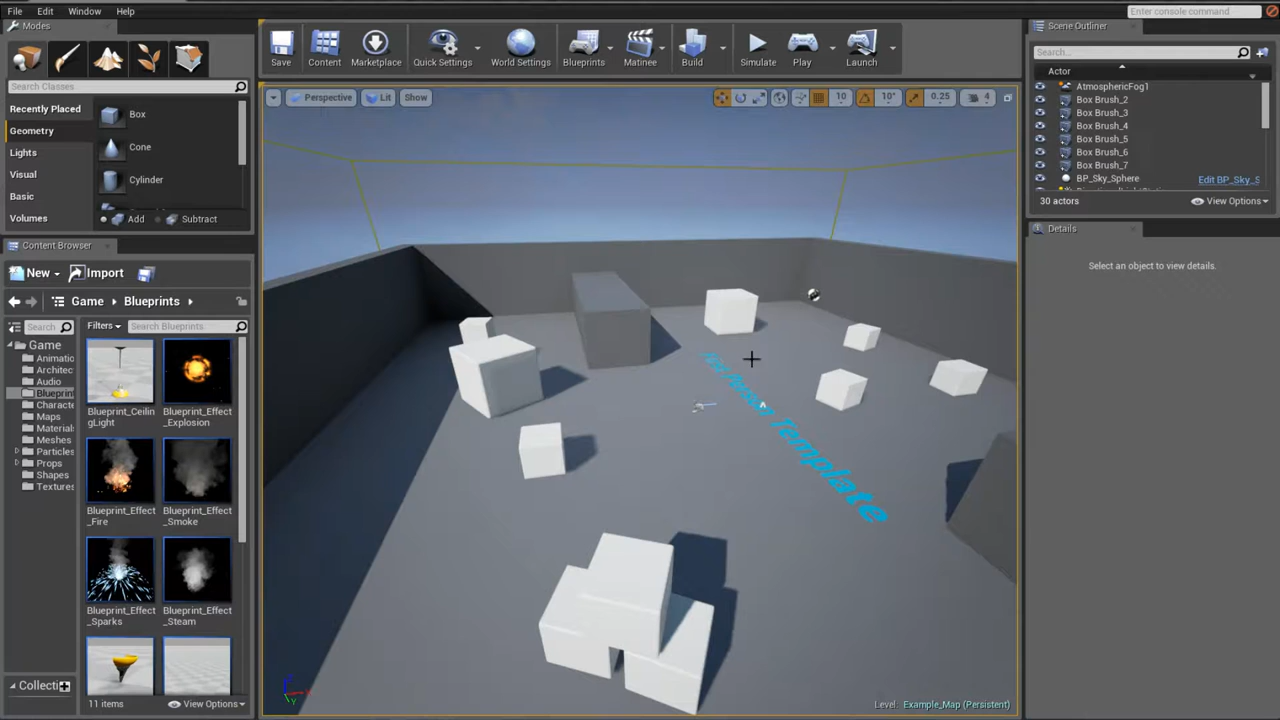 File Edit Window Help
Enter console command
Modes
Search Classes
Recently Placed
Geometry
Lights
Visual
Basic
Volumes
Box
Cone
Cylinder
Add Subtract
Save Content Marketplace Quick Settings World Settings Blueprints Matinee Build Simulate Play Launch
Perspective Lit Show
10 10° 0.25 4
Scene Outliner
Search...
Actor
AtmosphericFog1
Box Brush_2
Box Brush_3
Box Brush_4
Box Brush_5
Box Brush_6
Box Brush_7
BP_Sky_Sphere Edit BP_Sky_S
30 actors View Options
Details
Select an object to view details.
Content Browser
New Import
Game Blueprints
Search
Filters Search Blueprints
Game
Animatio
Architec
Audio
Blueprin
Characte
Maps
Material
Meshes
Particles
Props
Shapes
Textures
Collecti
Blueprint_Ceilin
gLight
Blueprint_Effect
_Explosion
Blueprint_Effect
_Fire
Blueprint_Effect
_Smoke
Blueprint_Effect
_Sparks
Blueprint_Effect
_Steam
11 items View Options
Template
Level: Example_Map (Persistent)